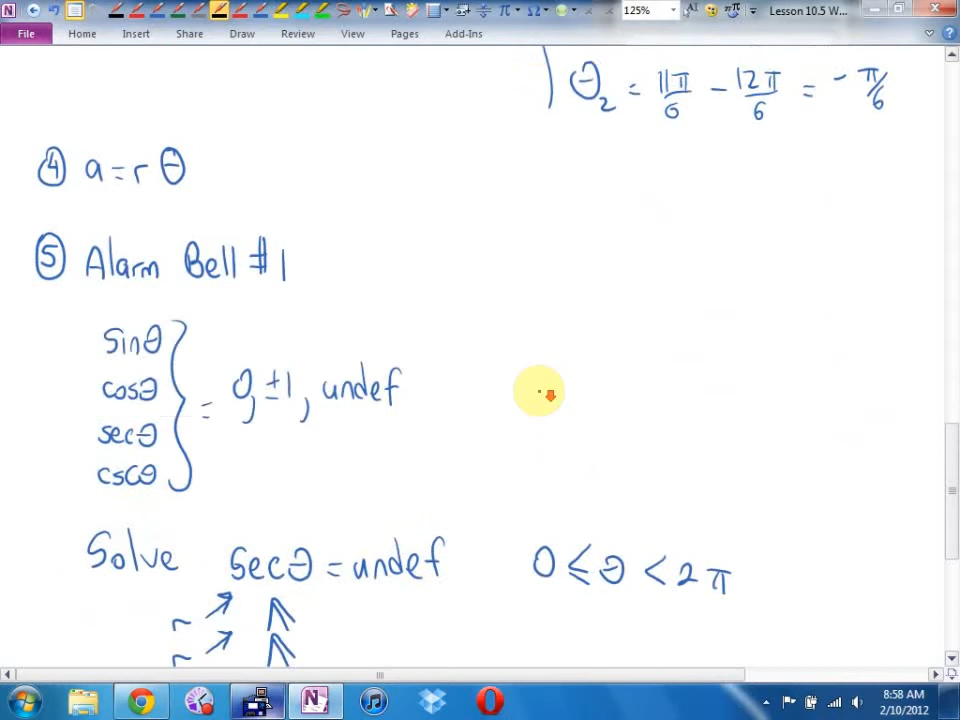 125%
Lesson 10.5 W...
File Home Insert Share Draw Review View Pages Add-Ins
θ₂ = 11π/6 - 12π/6 = -π/6
④ a = r θ
⑤ Alarm Bell #1
sinθ
cosθ
= 0, ±1, undef
secθ
cscθ
Solve secθ = undef 0 ≤ θ < 2π
8:58 AM
2/10/2012